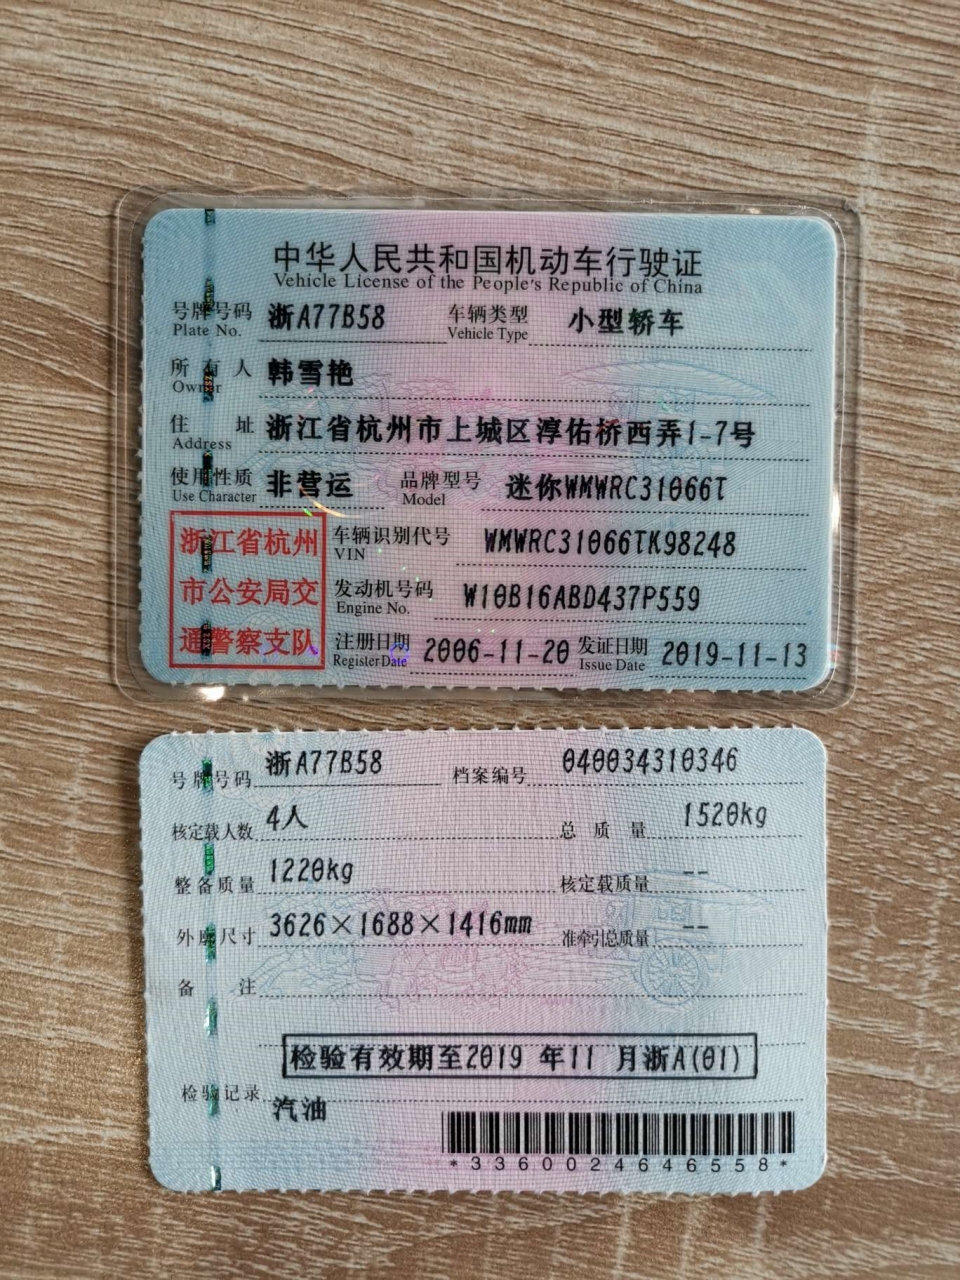 中华人民共和国机动车行驶证
Vehicle License of the People's Republic of China
号牌号码 浙A77B58 车辆类型 小型轿车
Plate No. Vehicle Type
所有人 韩雪艳
Owner
住址 浙江省杭州市上城区淳佑桥西弄1-7号
Address
使用性质 非营运 品牌型号 迷你WMWRC31066T
Use Character Model
浙江省杭州 车辆识别代号 WMWRC31066TK98248
VIN
市公安局交 发动机号码 W10B16ABD437P559
Engine No.
通警察支队 注册日期 2006-11-20 发证日期 2019-11-13
Register Date Issue Date
号牌号码 浙A77B58 档案编号 040034310346
核定载人数 4人 总质量 1520kg
整备质量 1220kg 核定载质量 --
外廓尺寸 3626×1688×1416mm 准牵引总质量 --
备注
检验有效期至2019 年11 月浙A(01)
检验记录
汽油
*3360024646558*